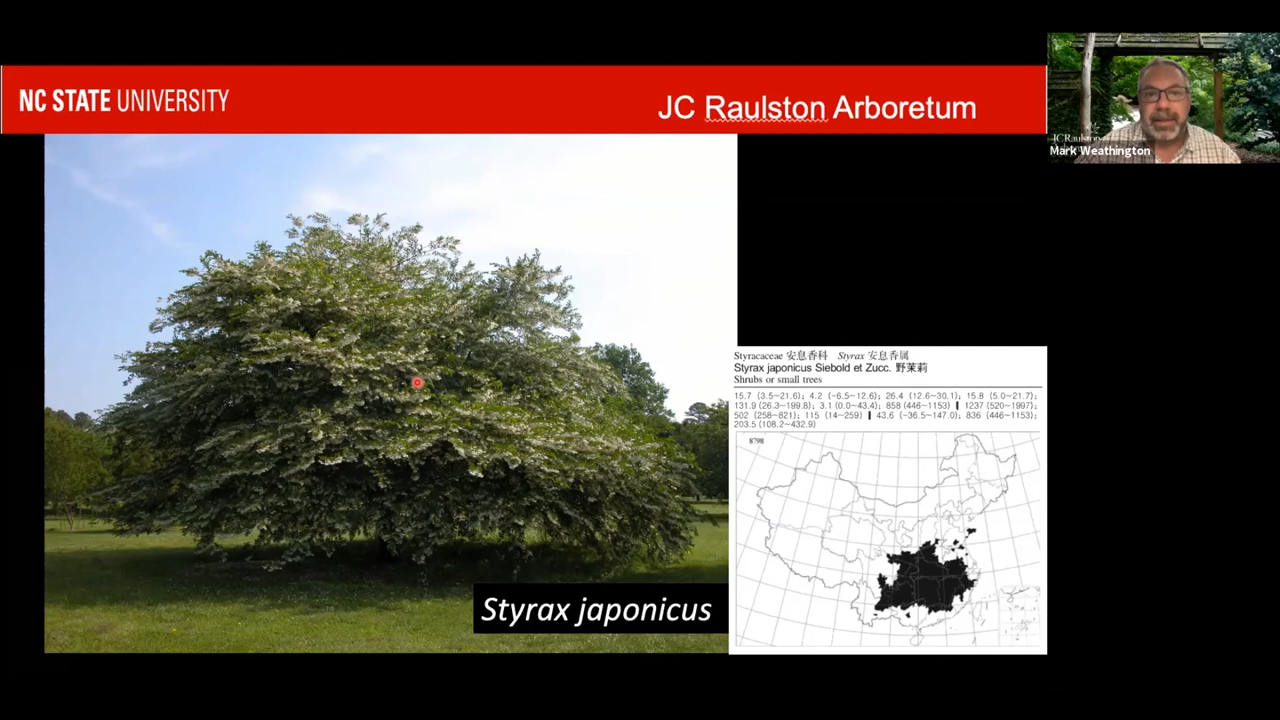 NC STATE UNIVERSITY
JC Raulston Arboretum
JCRaulston
Mark Weathington
Styracaceae 安息香科 Styrax 安息香属
Styrax japonicus Siebold et Zucc. 野茉莉
Shrubs or small trees
15.7 (3.5~21.6); 4.2 (-6.5~12.6); 26.4 (12.6~30.1); 15.8 (5.0~21.7);
131.9 (26.3~199.8); 3.1 (0.0~43.4); 858 (446~1153) ‖ 1237 (520~1997);
502 (258~821); 115 (14~259) ‖ 43.6 (-36.5~147.0); 836 (446~1153);
203.5 (108.2~432.9)
8798
Styrax japonicus